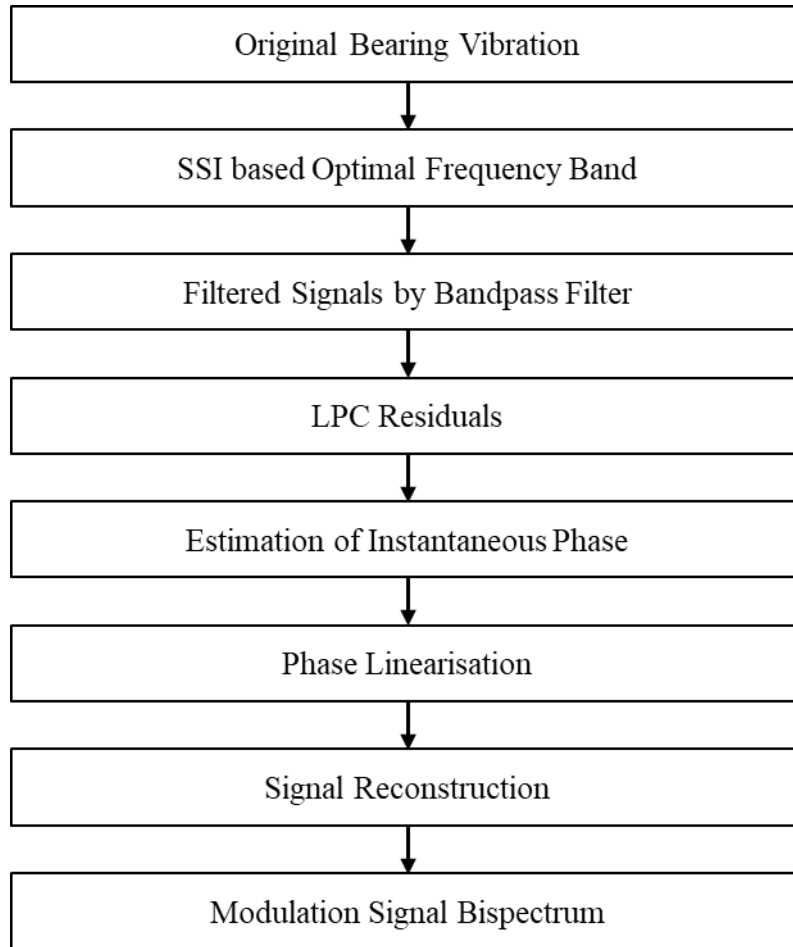 Original Bearing Vibration
SSI based Optimal Frequency Band
Filtered Signals by Bandpass Filter
LPC Residuals
Estimation of Instantaneous Phase
Phase Linearisation
Signal Reconstruction
Modulation Signal Bispectrum